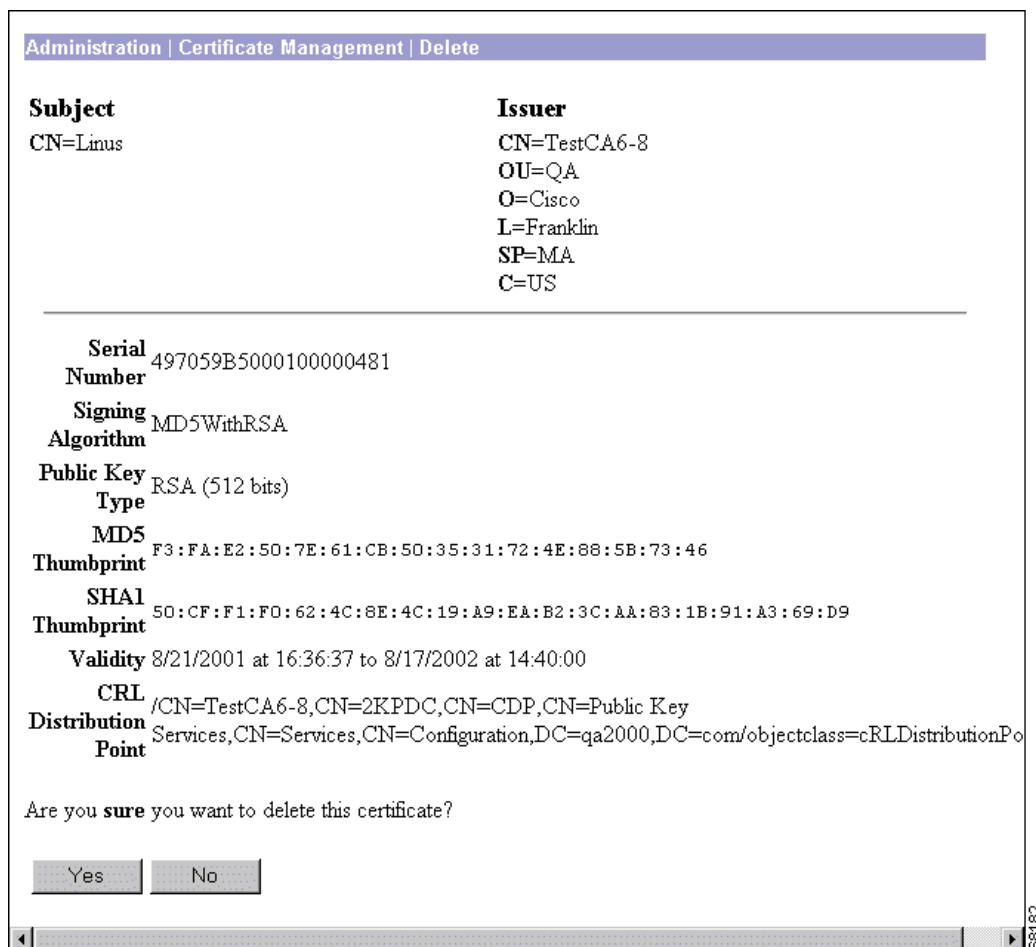 Administration | Certificate Management | Delete
Subject
CN=Linus
Issuer
CN=TestCA6-8
OU=QA
O=Cisco
L=Franklin
SP=MA
C=US
Serial Number 497059B5000100000481
Signing Algorithm MD5WithRSA
Public Key Type RSA (512 bits)
MD5 Thumbprint F3:FA:E2:50:7E:61:CB:50:35:31:72:4E:88:5B:73:46
SHA1 Thumbprint 50:CF:F1:F0:62:4C:8E:4C:19:A9:EA:B2:3C:AA:83:1B:91:A3:69:D9
Validity 8/21/2001 at 16:36:37 to 8/17/2002 at 14:40:00
CRL Distribution Point /CN=TestCA6-8,CN=2KPDC,CN=CDP,CN=Public Key
Services,CN=Services,CN=Configuration,DC=qa2000,DC=com/objectclass=cRLDistributionPo
Are you sure you want to delete this certificate?
Yes No